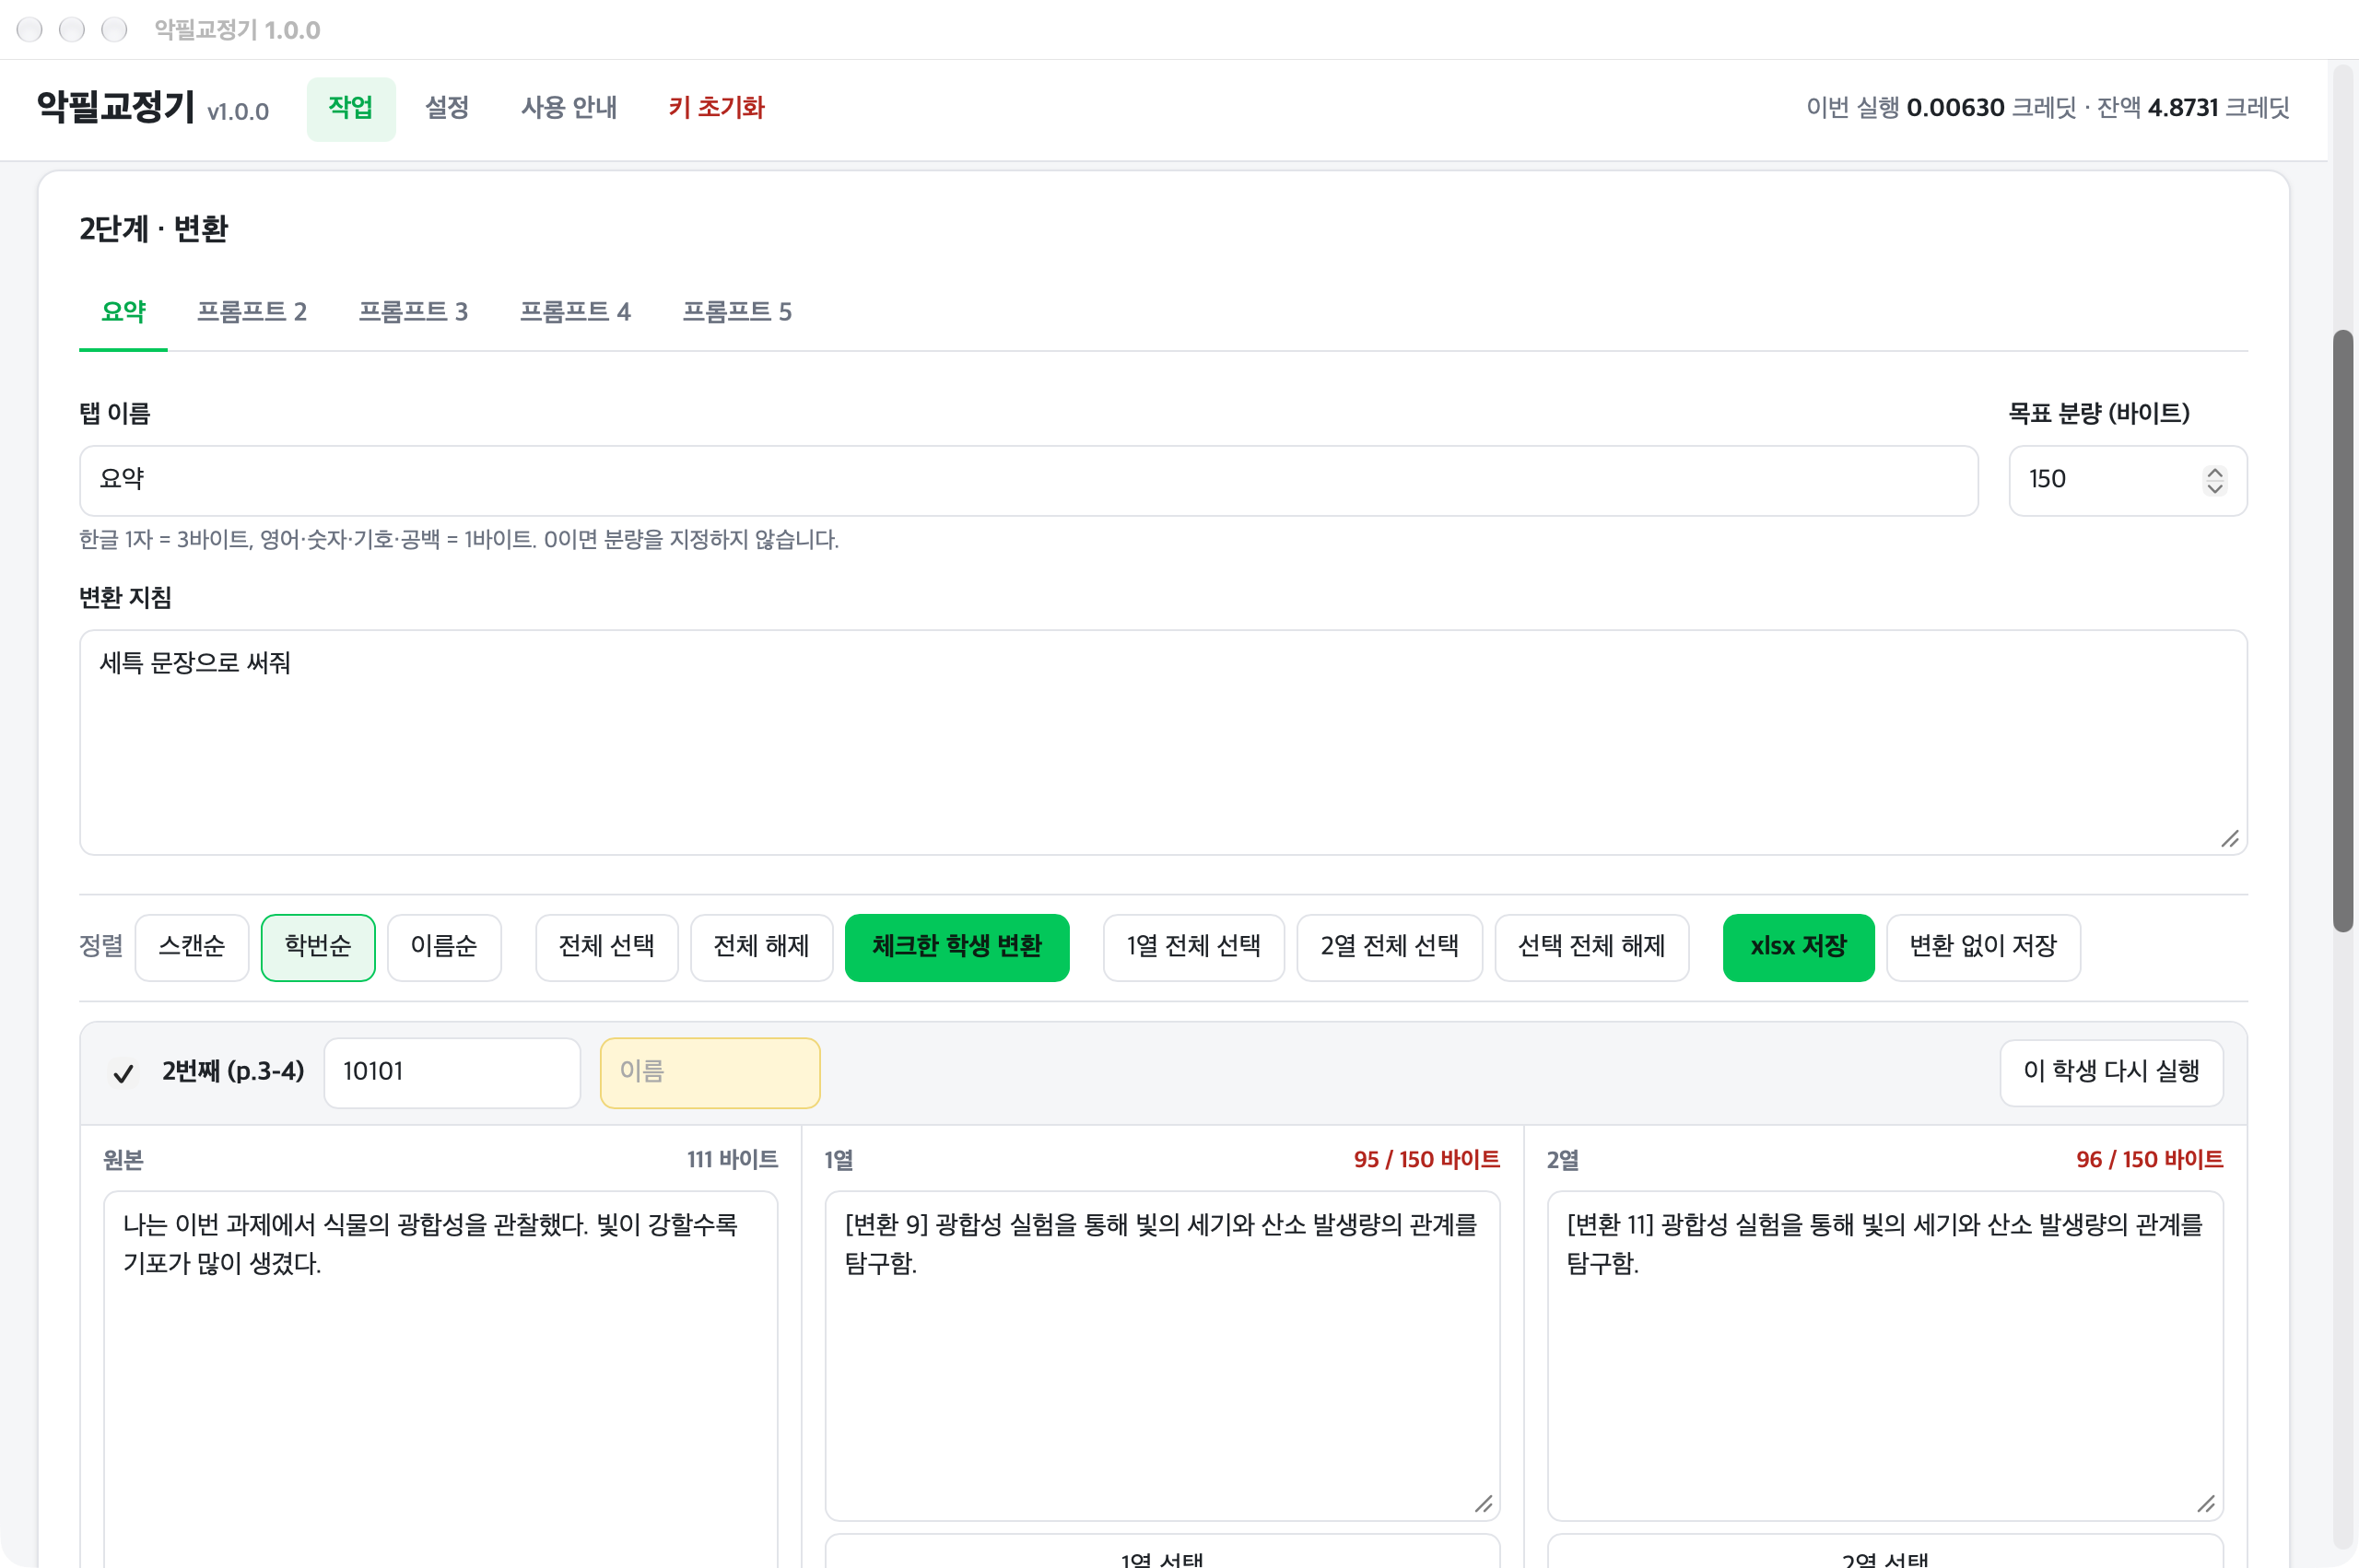 악필교정기 1.0.0
악필교정기 v1.0.0 작업 설정 사용 안내 키 초기화 이번 실행 0.00630 크레딧 · 잔액 4.8731 크레딧
2단계 · 변환
요약 프롬프트 2 프롬프트 3 프롬프트 4 프롬프트 5
탭 이름 목표 분량 (바이트)
요약 150
한글 1자 = 3바이트, 영어·숫자·기호·공백 = 1바이트. 0이면 분량을 지정하지 않습니다.
변환 지침
세특 문장으로 써줘
정렬 스캔순 학번순 이름순 전체 선택 전체 해제 체크한 학생 변환 1열 전체 선택 2열 전체 선택 선택 전체 해제 xlsx 저장 변환 없이 저장
2번째 (p.3-4) 10101 이름 이 학생 다시 실행
원본 111 바이트
나는 이번 과제에서 식물의 광합성을 관찰했다. 빛이 강할수록
기포가 많이 생겼다.
1열 95 / 150 바이트
[변환 9] 광합성 실험을 통해 빛의 세기와 산소 발생량의 관계를
탐구함.
1열 선택
2열 96 / 150 바이트
[변환 11] 광합성 실험을 통해 빛의 세기와 산소 발생량의 관계를
탐구함.
2열 선택